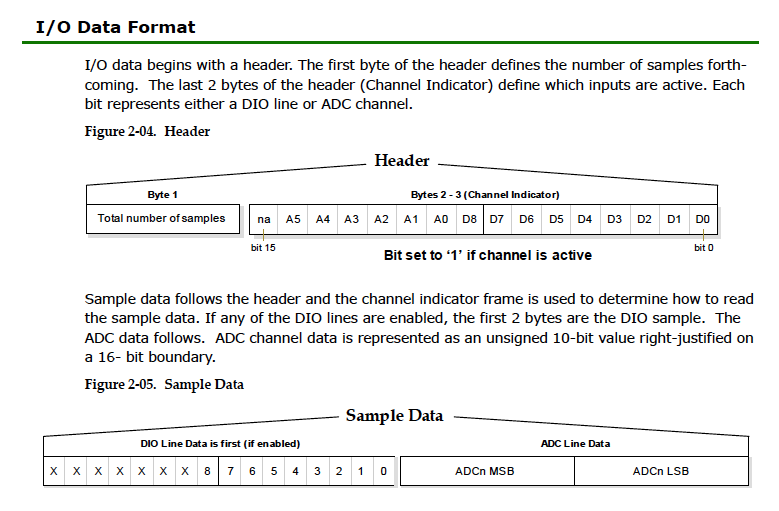 I/O Data Format
I/O data begins with a header. The first byte of the header defines the number of samples forth-
coming.  The last 2 bytes of the header (Channel Indicator) define which inputs are active. Each
bit represents either a DIO line or ADC channel.
Figure 2-04.  Header
Header
Byte 1
Bytes 2 - 3 (Channel Indicator)
Total number of samples
na A5 A4 A3 A2 A1 A0 D8 D7 D6 D5 D4 D3 D2 D1 D0
bit 15
bit 0
Bit set to ‘1’ if channel is active
Sample data follows the header and the channel indicator frame is used to determine how to read
the sample data. If any of the DIO lines are enabled, the first 2 bytes are the DIO sample.  The
ADC data follows.  ADC channel data is represented as an unsigned 10-bit value right-justified on
a 16- bit boundary.
Figure 2-05.  Sample Data
Sample Data
DIO Line Data is first (if enabled)
ADC Line Data
X X X X X X X 8 7 6 5 4 3 2 1 0
ADCn MSB
ADCn LSB